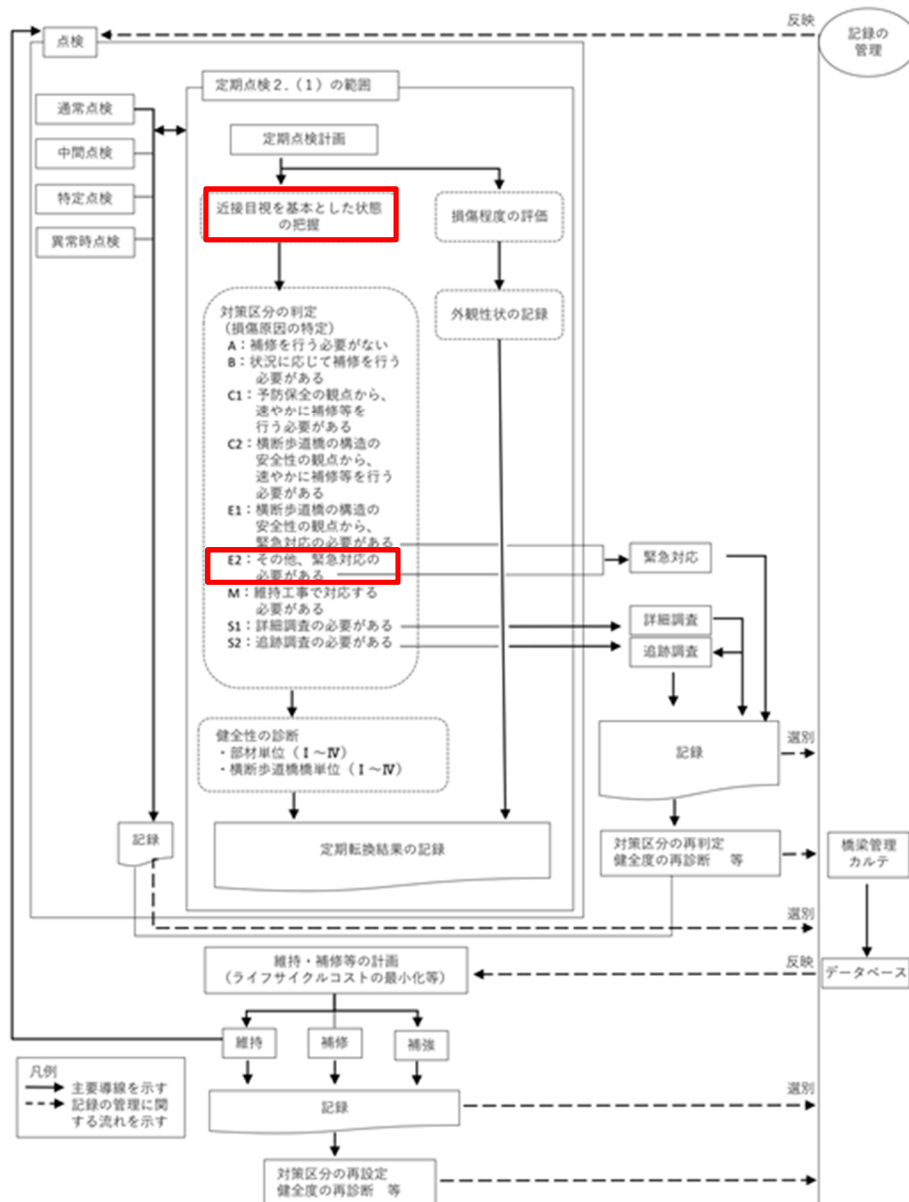 反映
記録の
管理
点検
定期点検2.(1)の範囲
通常点検
中間点検
特定点検
異常時点検
定期点検計画
近接目視を基本とした状態
の把握
損傷程度の評価
対策区分の判定
(損傷原因の特定)
A:補修を行う必要がない
B:状況に応じて補修を行う
必要がある
C1:予防保全の観点から、
速やかに補修等を
行う必要がある
C2:横断歩道橋の構造の
安全性の観点から、
速やかに補修等を行う
必要がある
E1:横断歩道橋の構造の
安全性の観点から、
緊急対応の必要がある
E2:その他、緊急対応の
必要がある
M:維持工事で対応する
必要がある
S1:詳細調査の必要がある
S2:追跡調査の必要がある
外観性状の記録
緊急対応
詳細調査
追跡調査
健全性の診断
・部材単位(Ⅰ~Ⅳ)
・横断歩道橋橋単位(Ⅰ~Ⅳ)
記録
選別
記録
定期転換結果の記録
対策区分の再判定
健全度の再診断 等
橋梁管理
カルテ
選別
維持・補修等の計画
(ライフサイクルコストの最小化等)
反映
データベース
維持
補修
補強
凡例
主要導線を示す
記録の管理に関
する流れを示す
記録
選別
対策区分の再設定
健全度の再診断 等